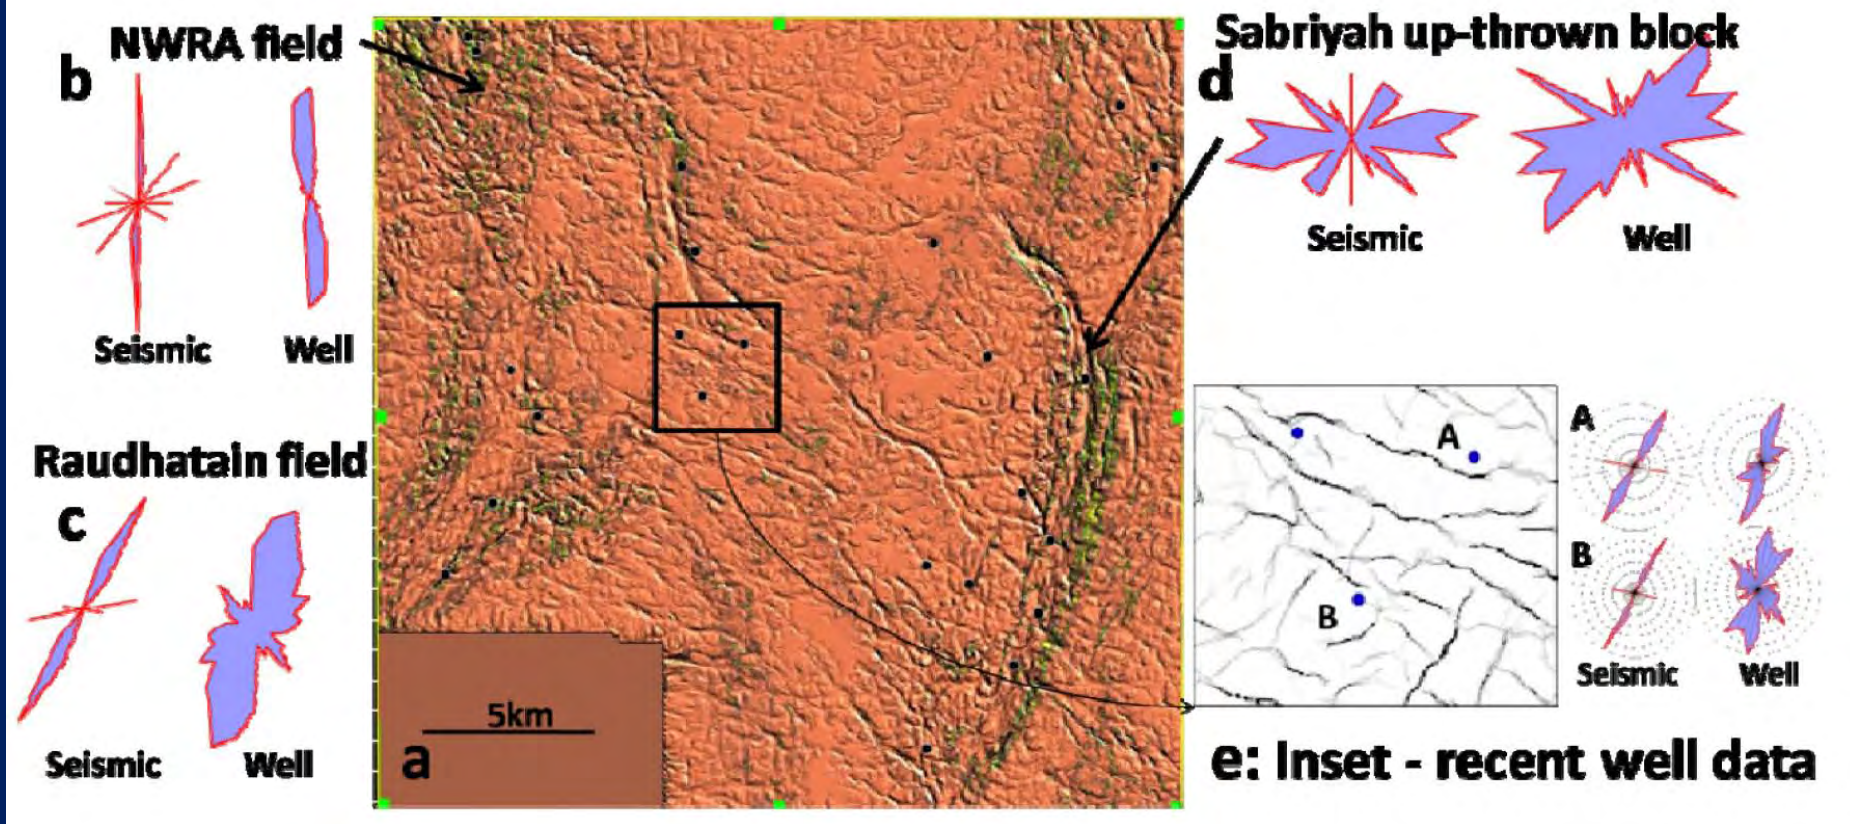 b
NWRA field
Seismic
Well
Raudhatain field
c
Seismic
Well
5km
a
Sabriyah up-thrown block
d
Seismic
Well
A
B
A
B
Seismic
Well
e: Inset - recent well data